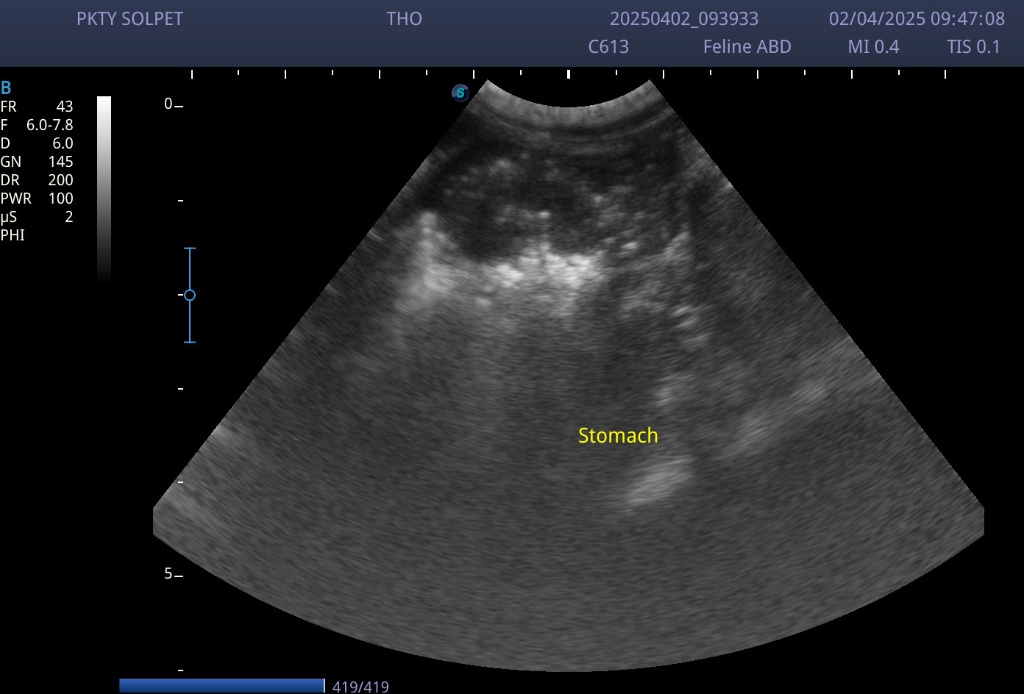 PKTY SOLPET THO 20250402_093933 02/04/2025 09:47:08
C613 Feline ABD MI 0.4 TIS 0.1
B
FR 43
F 6.0-7.8
D 6.0
GN 145
DR 200
PWR 100
µS 2
PHI
S
0
Stomach
5
419/419